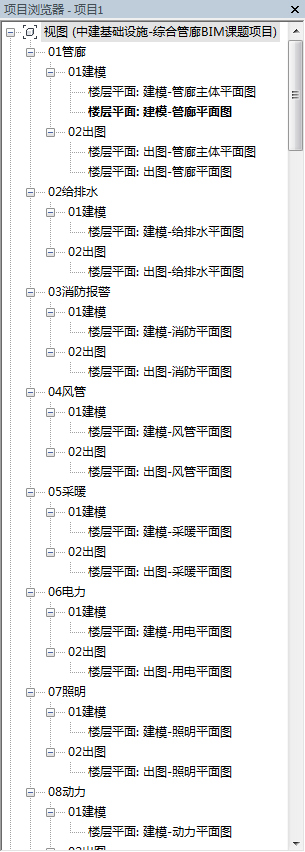 项目浏览器 - 项目1
视图 (中建基础设施-综合管廊BIM课题项目)
01管廊
01建模
楼层平面: 建模-管廊主体平面图
楼层平面: 建模-管廊平面图
02出图
楼层平面: 出图-管廊主体平面图
楼层平面: 出图-管廊平面图
02给排水
01建模
楼层平面: 建模-给排水平面图
02出图
楼层平面: 出图-给排水平面图
03消防报警
01建模
楼层平面: 建模-消防平面图
02出图
楼层平面: 出图-消防平面图
04风管
01建模
楼层平面: 建模-风管平面图
02出图
楼层平面: 出图-风管平面图
05采暖
01建模
楼层平面: 建模-采暖平面图
02出图
楼层平面: 出图-采暖平面图
06电力
01建模
楼层平面: 建模-用电平面图
02出图
楼层平面: 出图-用电平面图
07照明
01建模
楼层平面: 建模-照明平面图
02出图
楼层平面: 出图-照明平面图
08动力
01建模
楼层平面: 建模-动力平面图
02出图